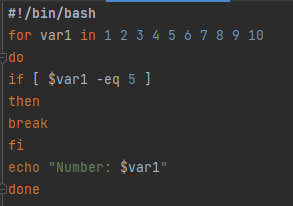 #!/bin/bash
for var1 in 1 2 3 4 5 6 7 8 9 10
do
if [ $var1 -eq 5 ]
then
break
fi
echo "Number: $var1"
done